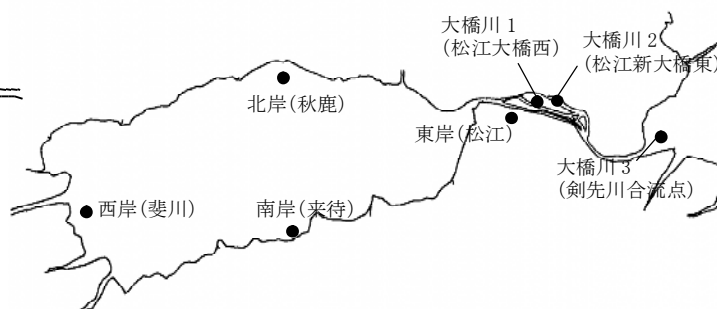 大橋川 1
(松江大橋西)
大橋川 2
(松江新大橋東)
北岸(秋鹿)
東岸(松江)
大橋川 3
(剣先川合流点)
西岸(斐川)
南岸(来待)